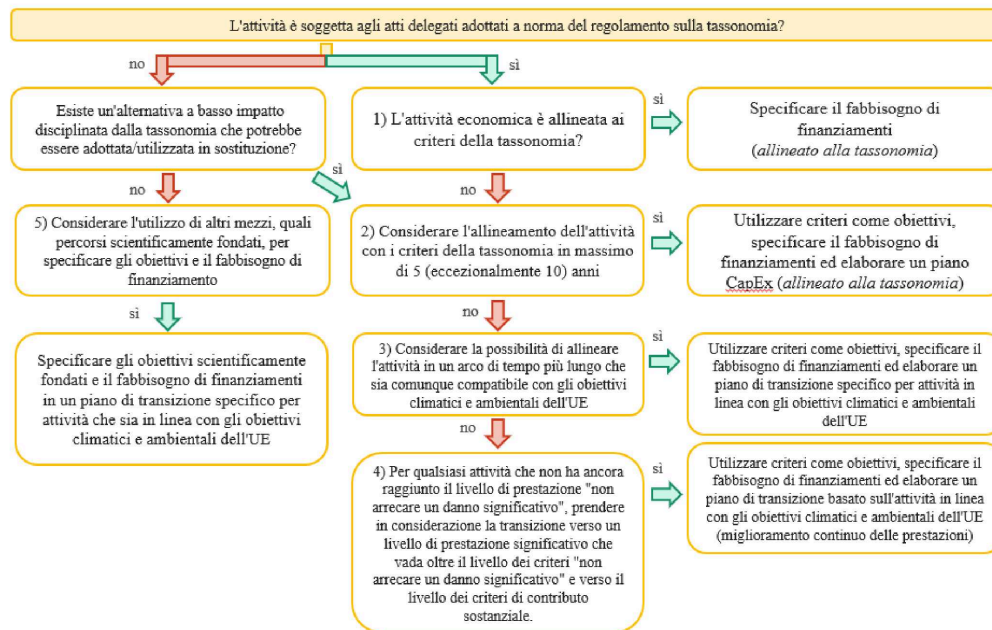 L'attività è soggetta agli atti delegati adottati a norma del regolamento sulla tassonomia?
no
sì
Esiste un'alternativa a basso impatto
disciplinata dalla tassonomia che potrebbe
essere adottata/utilizzata in sostituzione?
1) L'attività economica è allineata ai
criteri della tassonomia?
sì
Specificare il fabbisogno di
finanziamenti
(allineato alla tassonomia)
no
sì
no
5) Considerare l'utilizzo di altri mezzi, quali
percorsi scientificamente fondati, per
specificare gli obiettivi e il fabbisogno di
finanziamento
2) Considerare l'allineamento dell'attività
con i criteri della tassonomia in massimo
di 5 (eccezionalmente 10) anni
sì
Utilizzare criteri come obiettivi,
specificare il fabbisogno di
finanziamenti ed elaborare un piano
CapEx (allineato alla tassonomia)
sì
no
Specificare gli obiettivi scientificamente
fondati e il fabbisogno di finanziamenti
in un piano di transizione specifico per
attività che sia in linea con gli obiettivi
climatici e ambientali dell'UE
3) Considerare la possibilità di allineare
l'attività in un arco di tempo più lungo che
sia comunque compatibile con gli obiettivi
climatici e ambientali dell'UE
sì
Utilizzare criteri come obiettivi, specificare il
fabbisogno di finanziamenti ed elaborare un
piano di transizione specifico per attività in
linea con gli obiettivi climatici e ambientali
dell'UE
no
4) Per qualsiasi attività che non ha ancora
raggiunto il livello di prestazione "non
arrecare un danno significativo", prendere
in considerazione la transizione verso un
livello di prestazione significativo che
vada oltre il livello dei criteri "non
arrecare un danno significativo" e verso il
livello dei criteri di contributo
sostanziale.
sì
Utilizzare criteri come obiettivi, specificare il
fabbisogno di finanziamenti ed elaborare un
piano di transizione basato sull'attività in linea
con gli obiettivi climatici e ambientali dell'UE
(miglioramento continuo delle prestazioni)